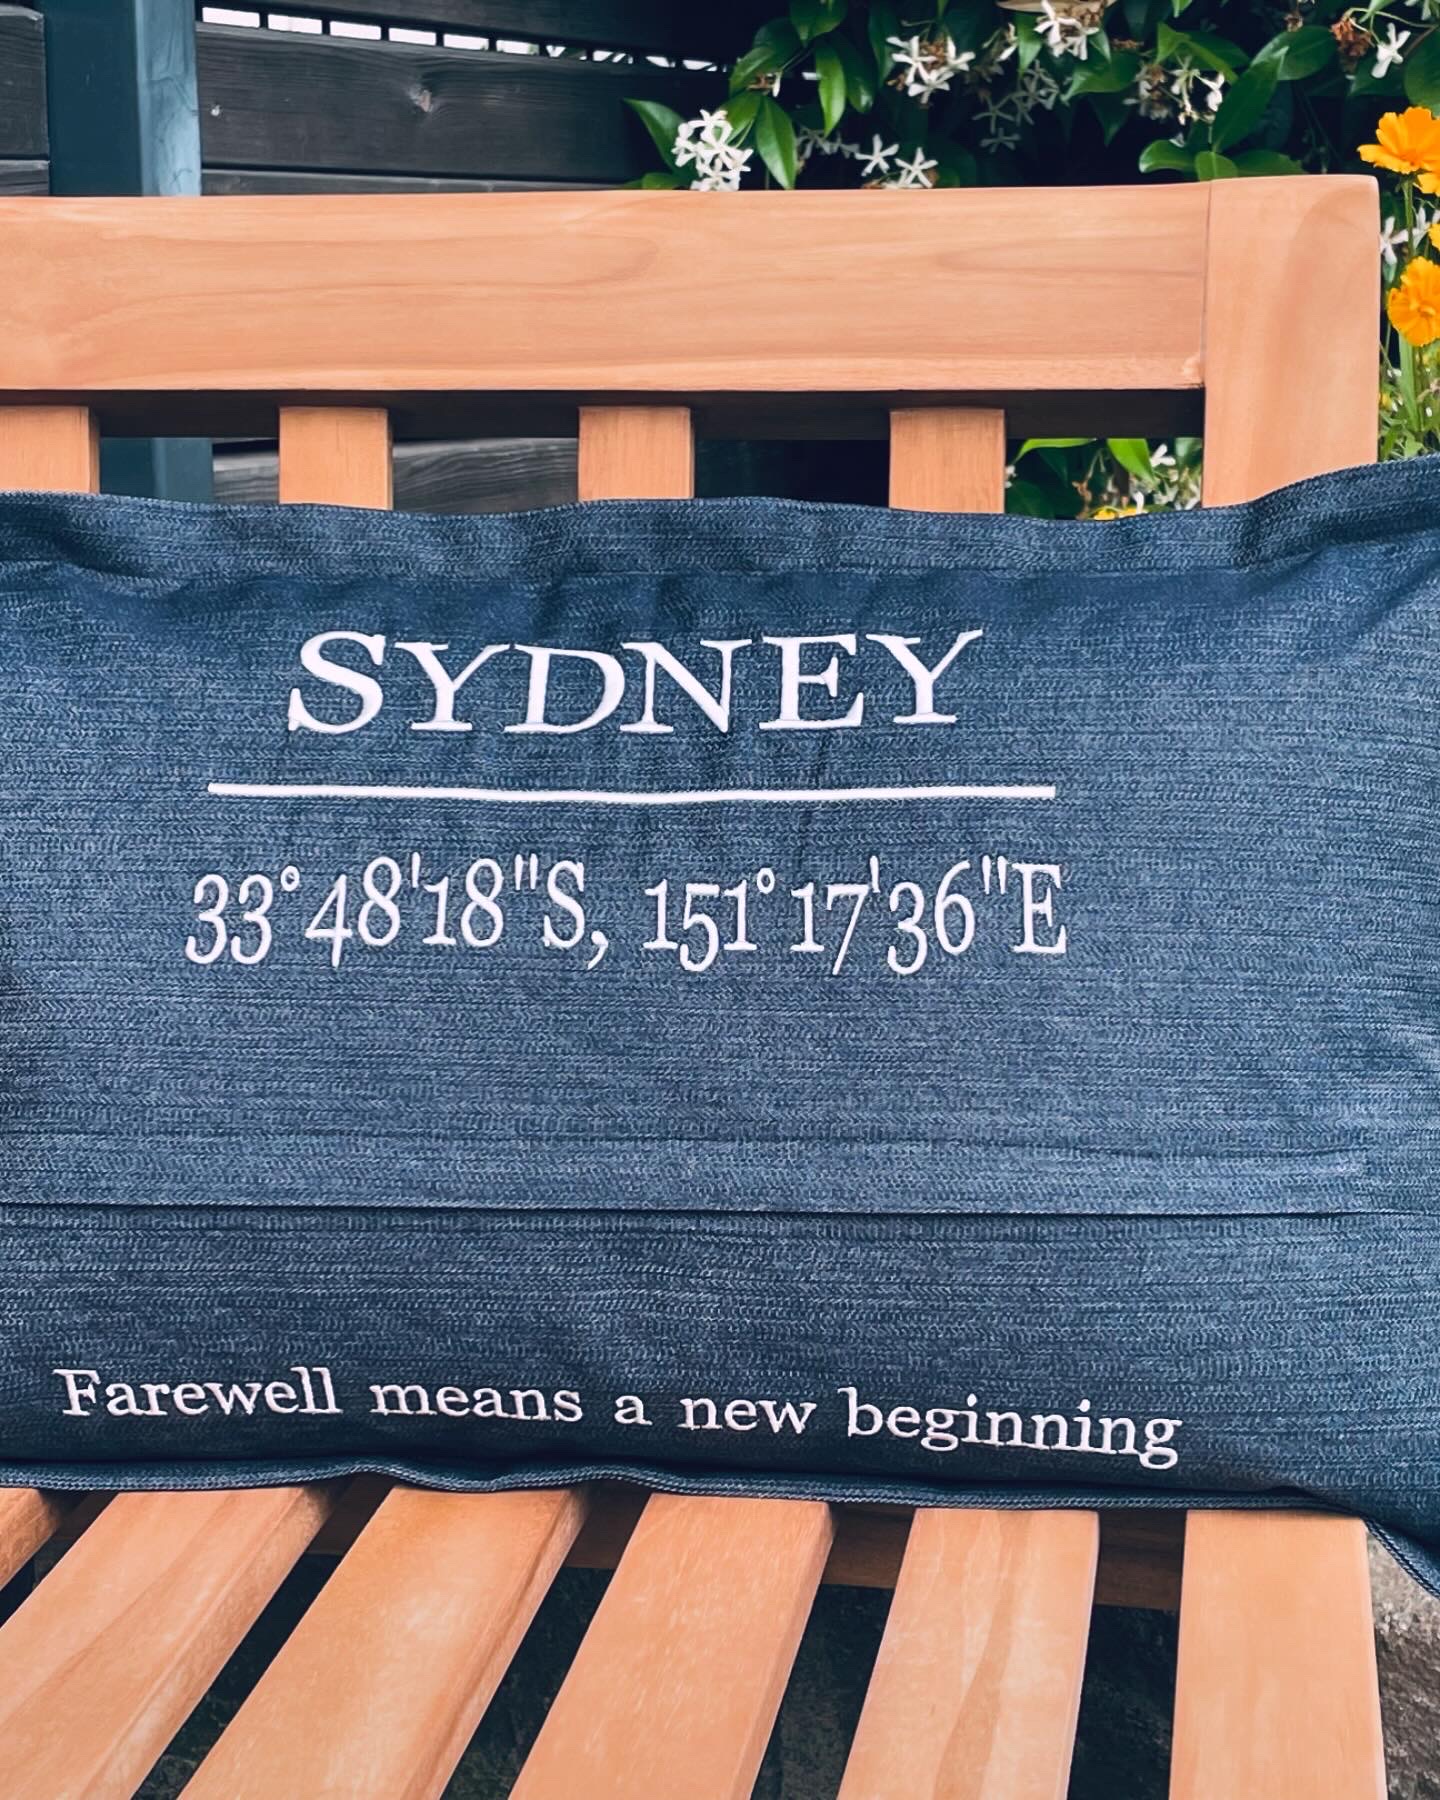 SYDNEY
33°48'18"S, 151°17'36"E
Farewell means a new beginning